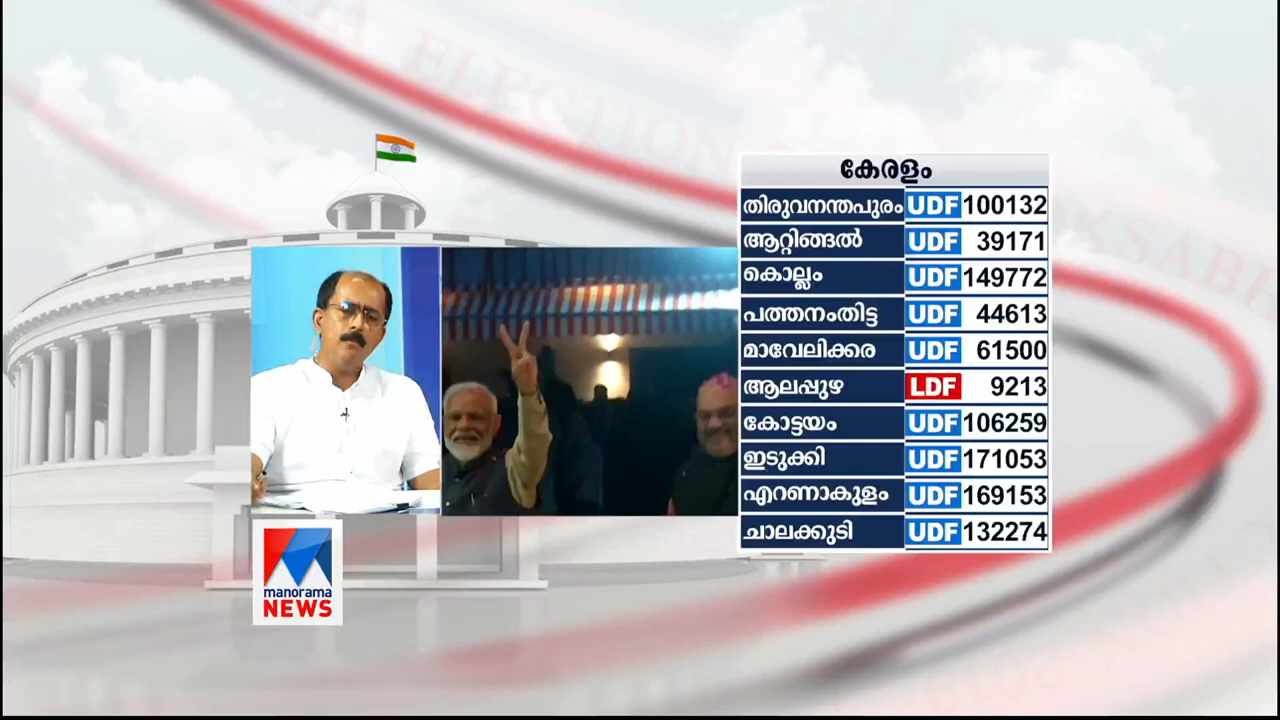 ELECTION
കേരളം
തിരുവനന്തപുരം UDF 100132
ആറ്റിങ്ങൽ UDF 39171
കൊല്ലം UDF 149772
പത്തനംതിട്ട UDF 44613
മാവേലിക്കര UDF 61500
ആലപ്പുഴ LDF 9213
കോട്ടയം UDF 106259
ഇടുക്കി UDF 171053
എറണാകുളം UDF 169153
ചാലക്കുടി UDF 132274
manorama
NEWS